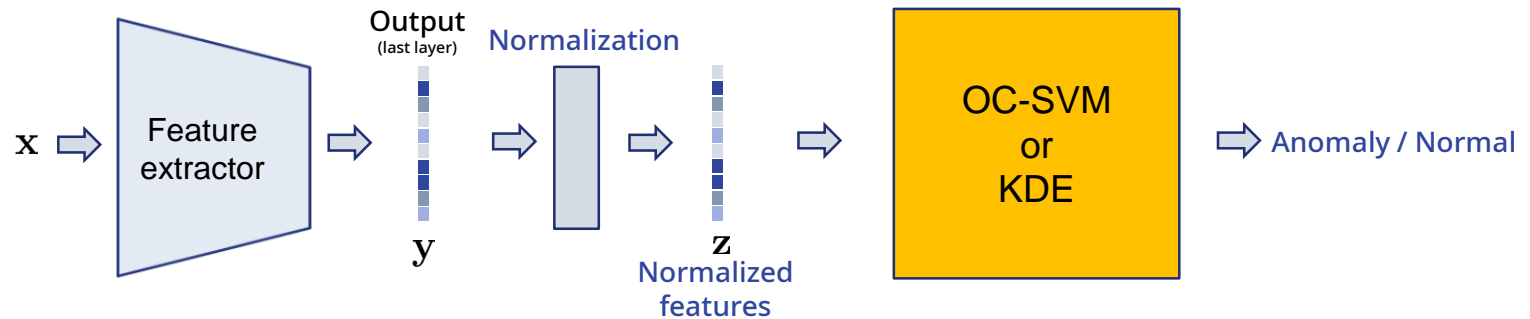 x
Feature
extractor
Output
(last layer)
y
Normalization
z
Normalized
features
OC-SVM
or
KDE
Anomaly / Normal